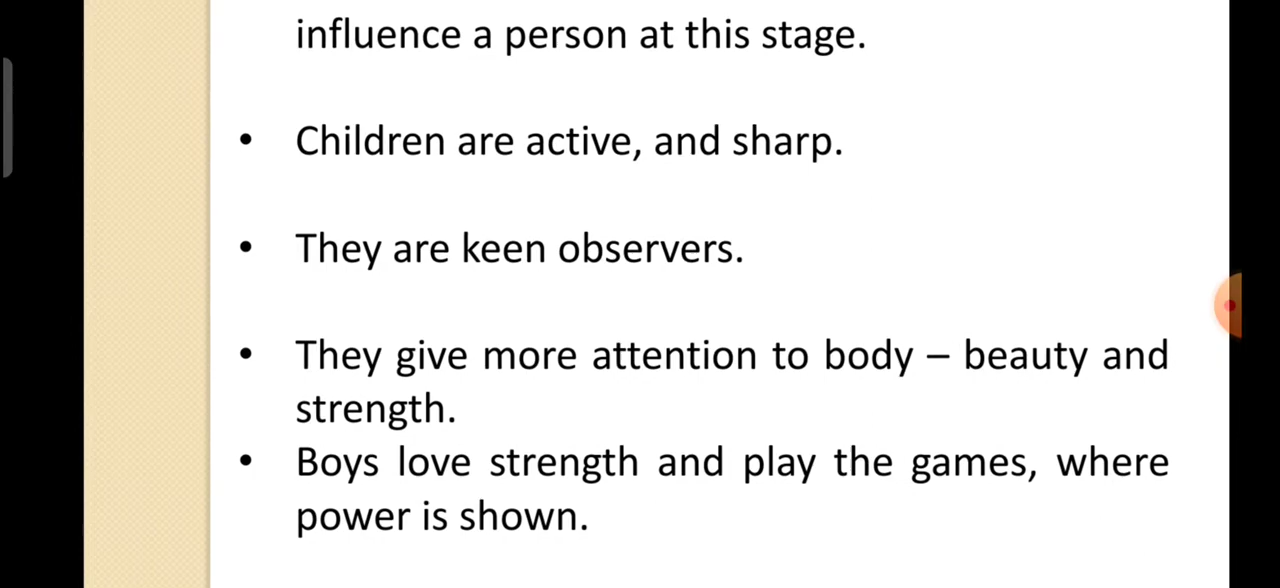 influence a person at this stage.
• Children are active, and sharp.
• They are keen observers.
• They give more attention to body – beauty and
strength.
• Boys love strength and play the games, where
power is shown.